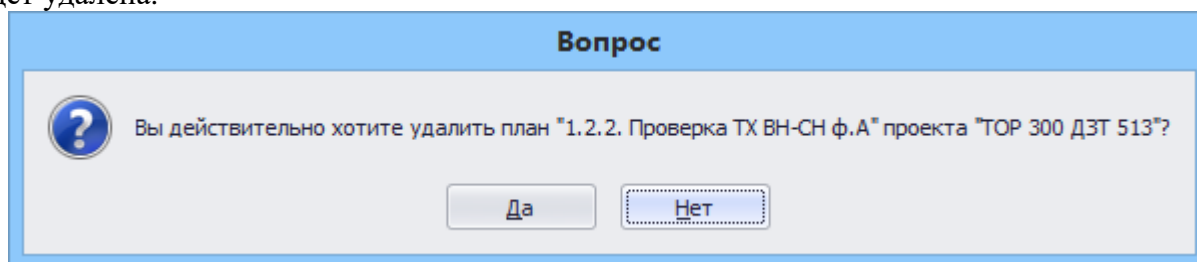 удалена.
Вопрос
Вы действительно хотите удалить план "1.2.2. Проверка ТХ ВН-СН ф.А" проекта "ТОР 300 ДЗТ 513"?
Да
Нет